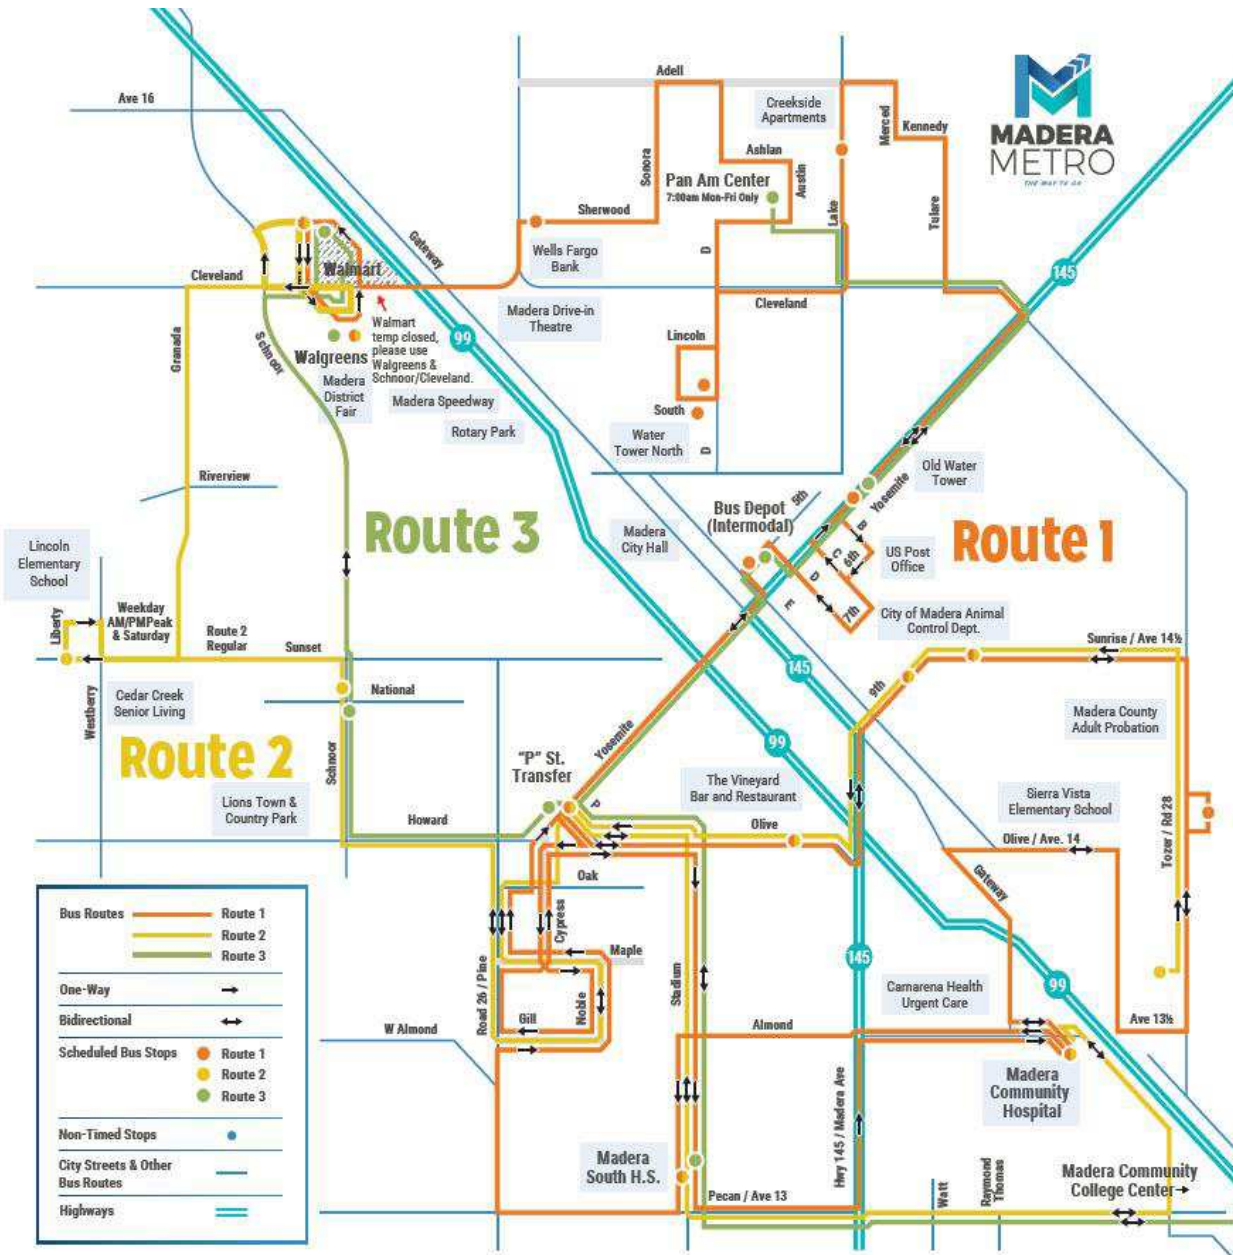 Ave 16
Adell
Creekside
Apartments
Merced
Kennedy
MADERA
METRO
THE WAY TO GO
Sonora
Ashlan
Pan Am Center
7:00am Mon-Fri Only
Austin
Lake
Tulare
Sherwood
Gateway
Wells Fargo
Bank
D
145
Cleveland
Walmart
Cleveland
Madera Drive-in
Theatre
Granada
Schnoor
Walmart
temp closed,
please use
Walgreens &
Schnoor/Cleveland.
99
Walgreens
Madera
District
Fair
Madera Speedway
Rotary Park
Lincoln
South
Water
Tower North
D
Riverview
Old Water
Tower
Yosemite
Route 3
Madera
City Hall
Bus Depot
(Intermodal)
5th
B
C
6th
D
E
7th
US Post
Office
Route 1
Lincoln
Elementary
School
Liberty
Weekday
AM/PMPeak
& Saturday
Route 2
Regular
Sunset
City of Madera Animal
Control Dept.
Sunrise / Ave 14½
145
9th
Westberry
Cedar Creek
Senior Living
National
Madera County
Adult Probation
Route 2
Schnoor
Yosemite
99
"P" St.
Transfer
P
The Vineyard
Bar and Restaurant
Lions Town &
Country Park
Howard
Olive
Sierra Vista
Elementary School
Olive / Ave. 14
Tozer / Rd 28
Gateway
Oak
Cypress
Maple
Road 26 / Pine
Noble
Gill
Stadium
145
99
Camarena Health
Urgent Care
W Almond
Almond
Ave 13½
Madera
Community
Hospital
Hwy 145 / Madera Ave
Madera
South H.S.
Pecan / Ave 13
Watt
Raymond
Thomas
Madera Community
College Center
Bus Routes
Route 1
Route 2
Route 3
One-Way
Bidirectional
Scheduled Bus Stops
Route 1
Route 2
Route 3
Non-Timed Stops
City Streets & Other
Bus Routes
Highways